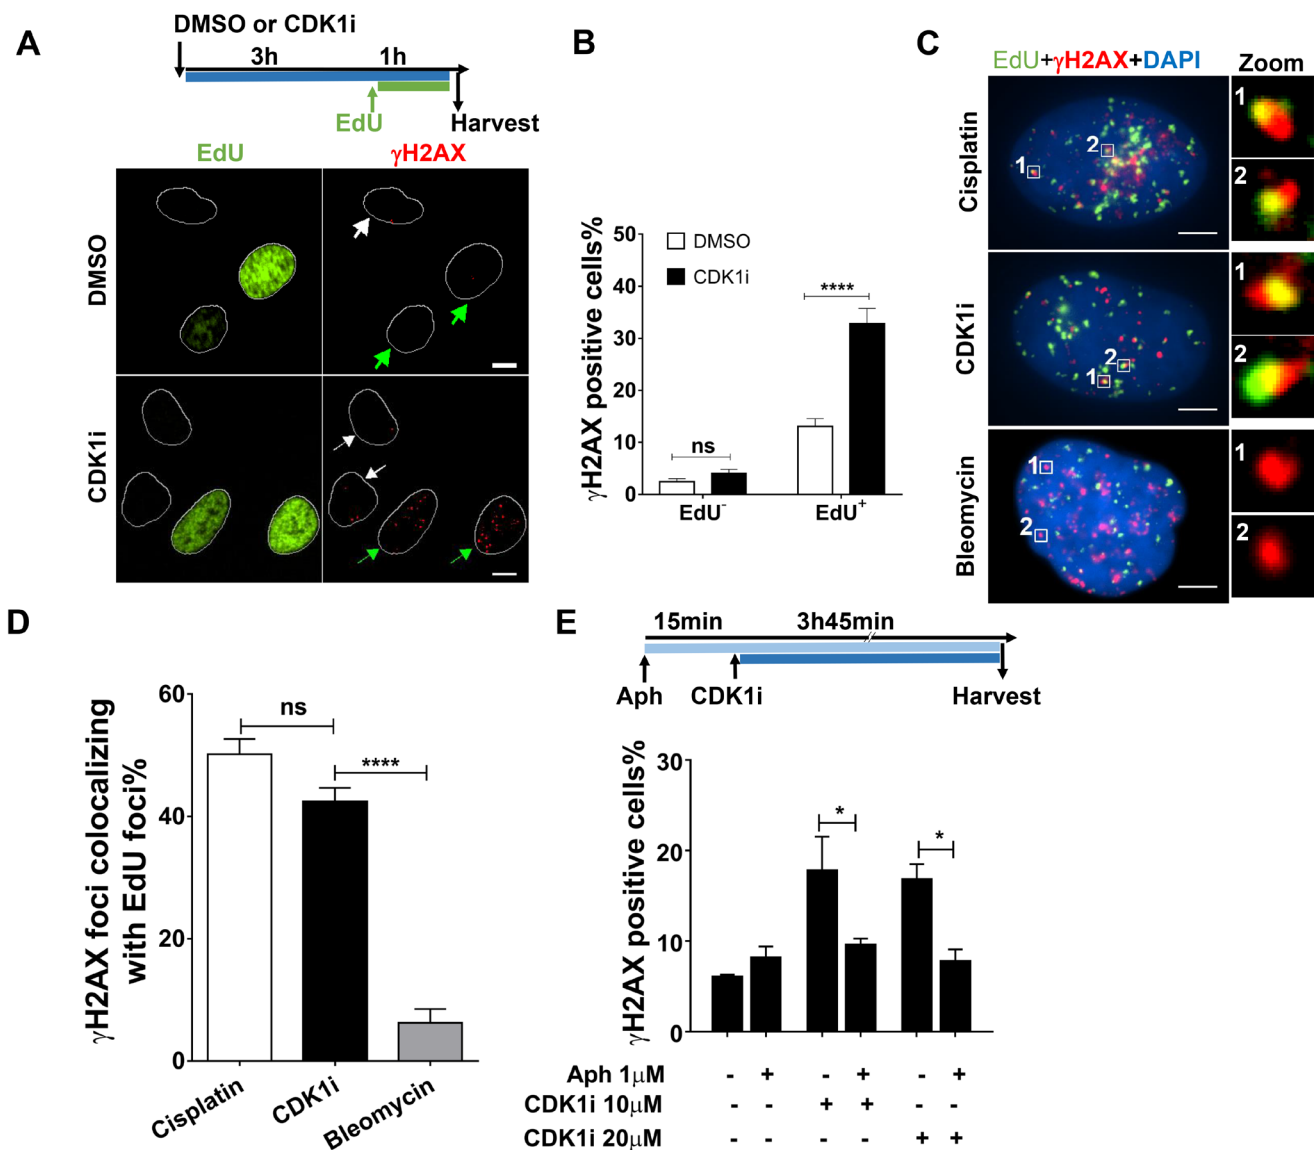 A
DMSO or CDK1i
3h
1h
EdU
Harvest
EdU
γH2AX
DMSO
CDK1i
B
γH2AX positive cells%
50
40
30
20
10
0
DMSO
CDK1i
ns
****
EdU⁻
EdU⁺
C
EdU+γH2AX+DAPI
Zoom
Cisplatin
1
2
1
2
CDK1i
1
2
1
2
Bleomycin
1
2
1
2
D
γH2AX foci colocalizing
with EdU foci%
60
40
20
0
ns
****
Cisplatin
CDK1i
Bleomycin
E
15min
3h45min
Aph
CDK1i
Harvest
γH2AX positive cells%
30
20
10
0
*
*
Aph 1μM - + - + - +
CDK1i 10μM - - + + - -
CDK1i 20μM - - - - + +